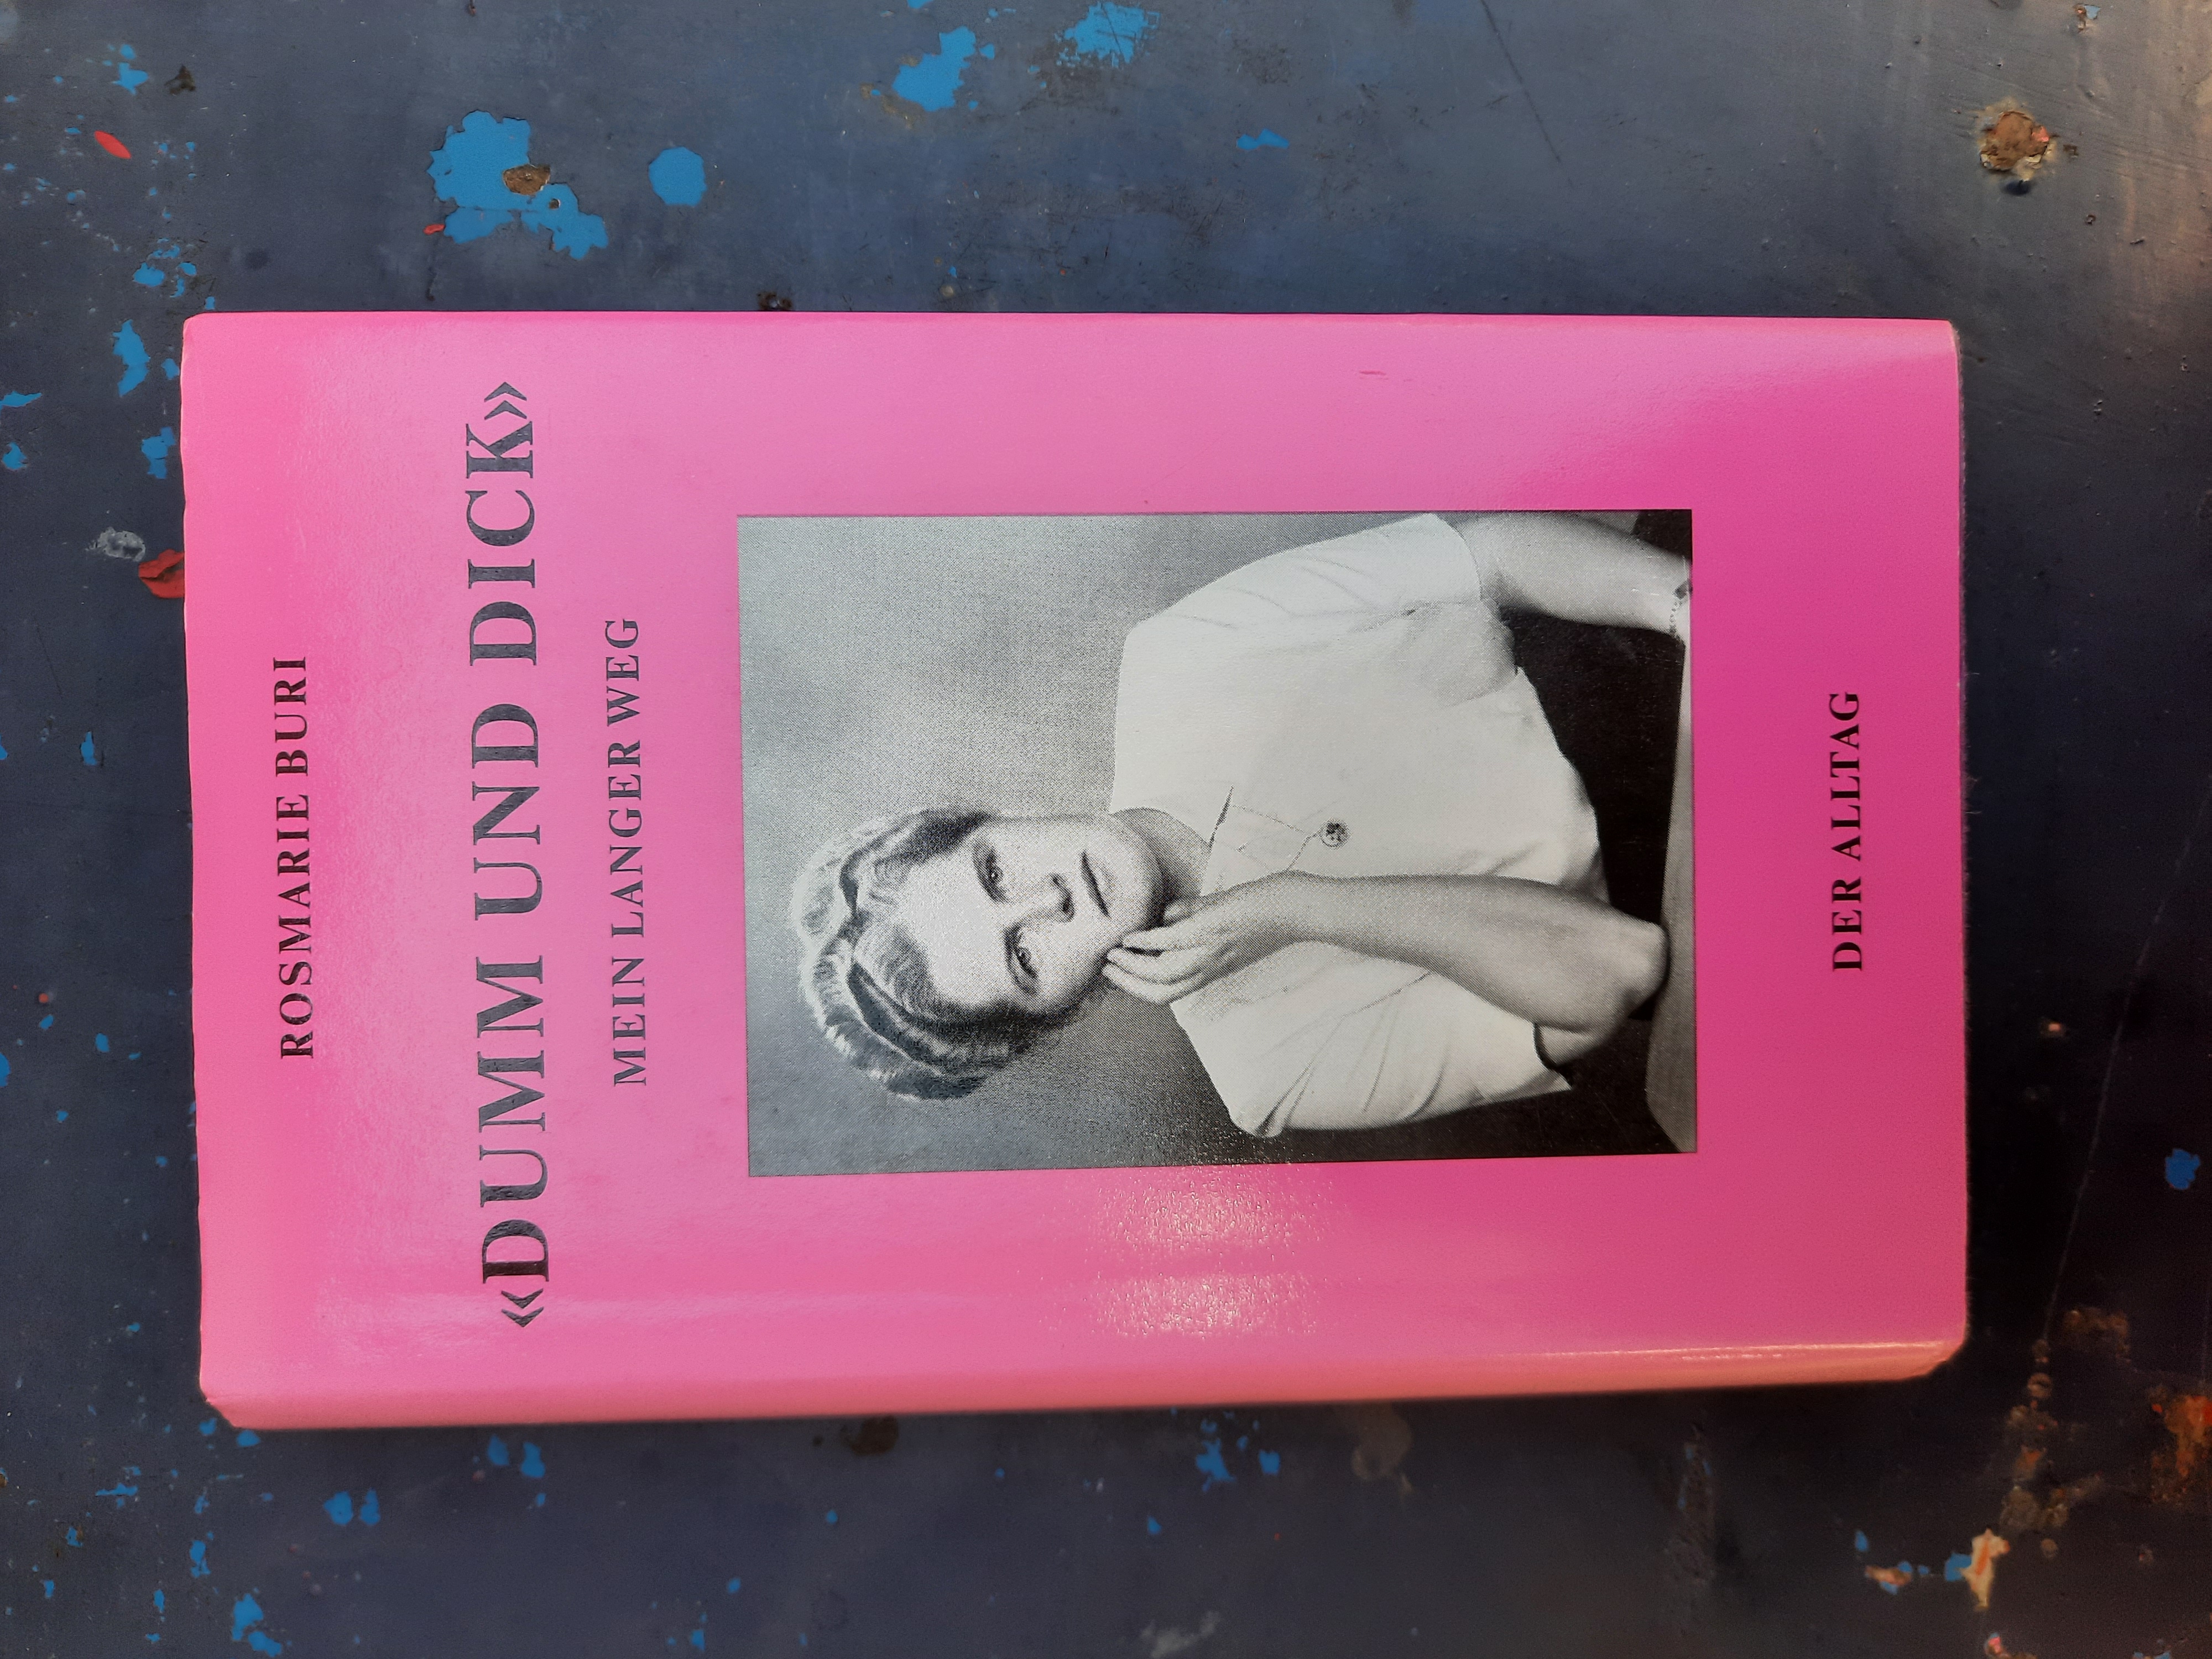 ROSMARIE BURI
«DUMM UND DICK»
MEIN LANGER WEG
DER ALLTAG